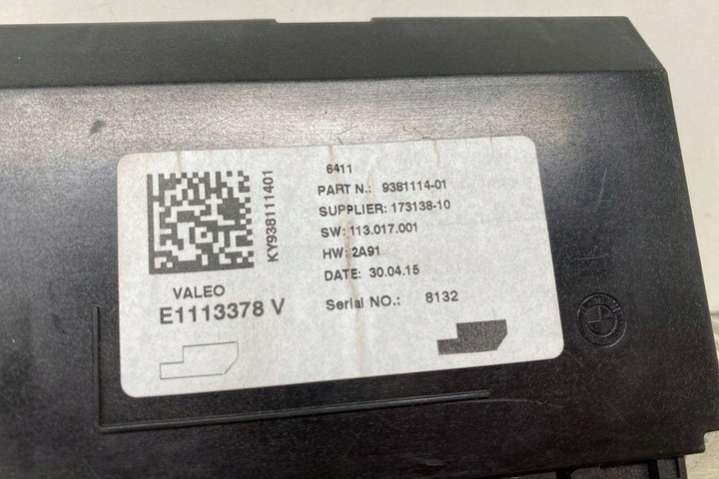 6411
PART N.: 9381114-01
SUPPLIER: 173138-10
SW: 113.017.001
HW: 2A91
DATE: 30.04.15
Serial NO.: 8132
KY938111401
VALEO
E1113378 V